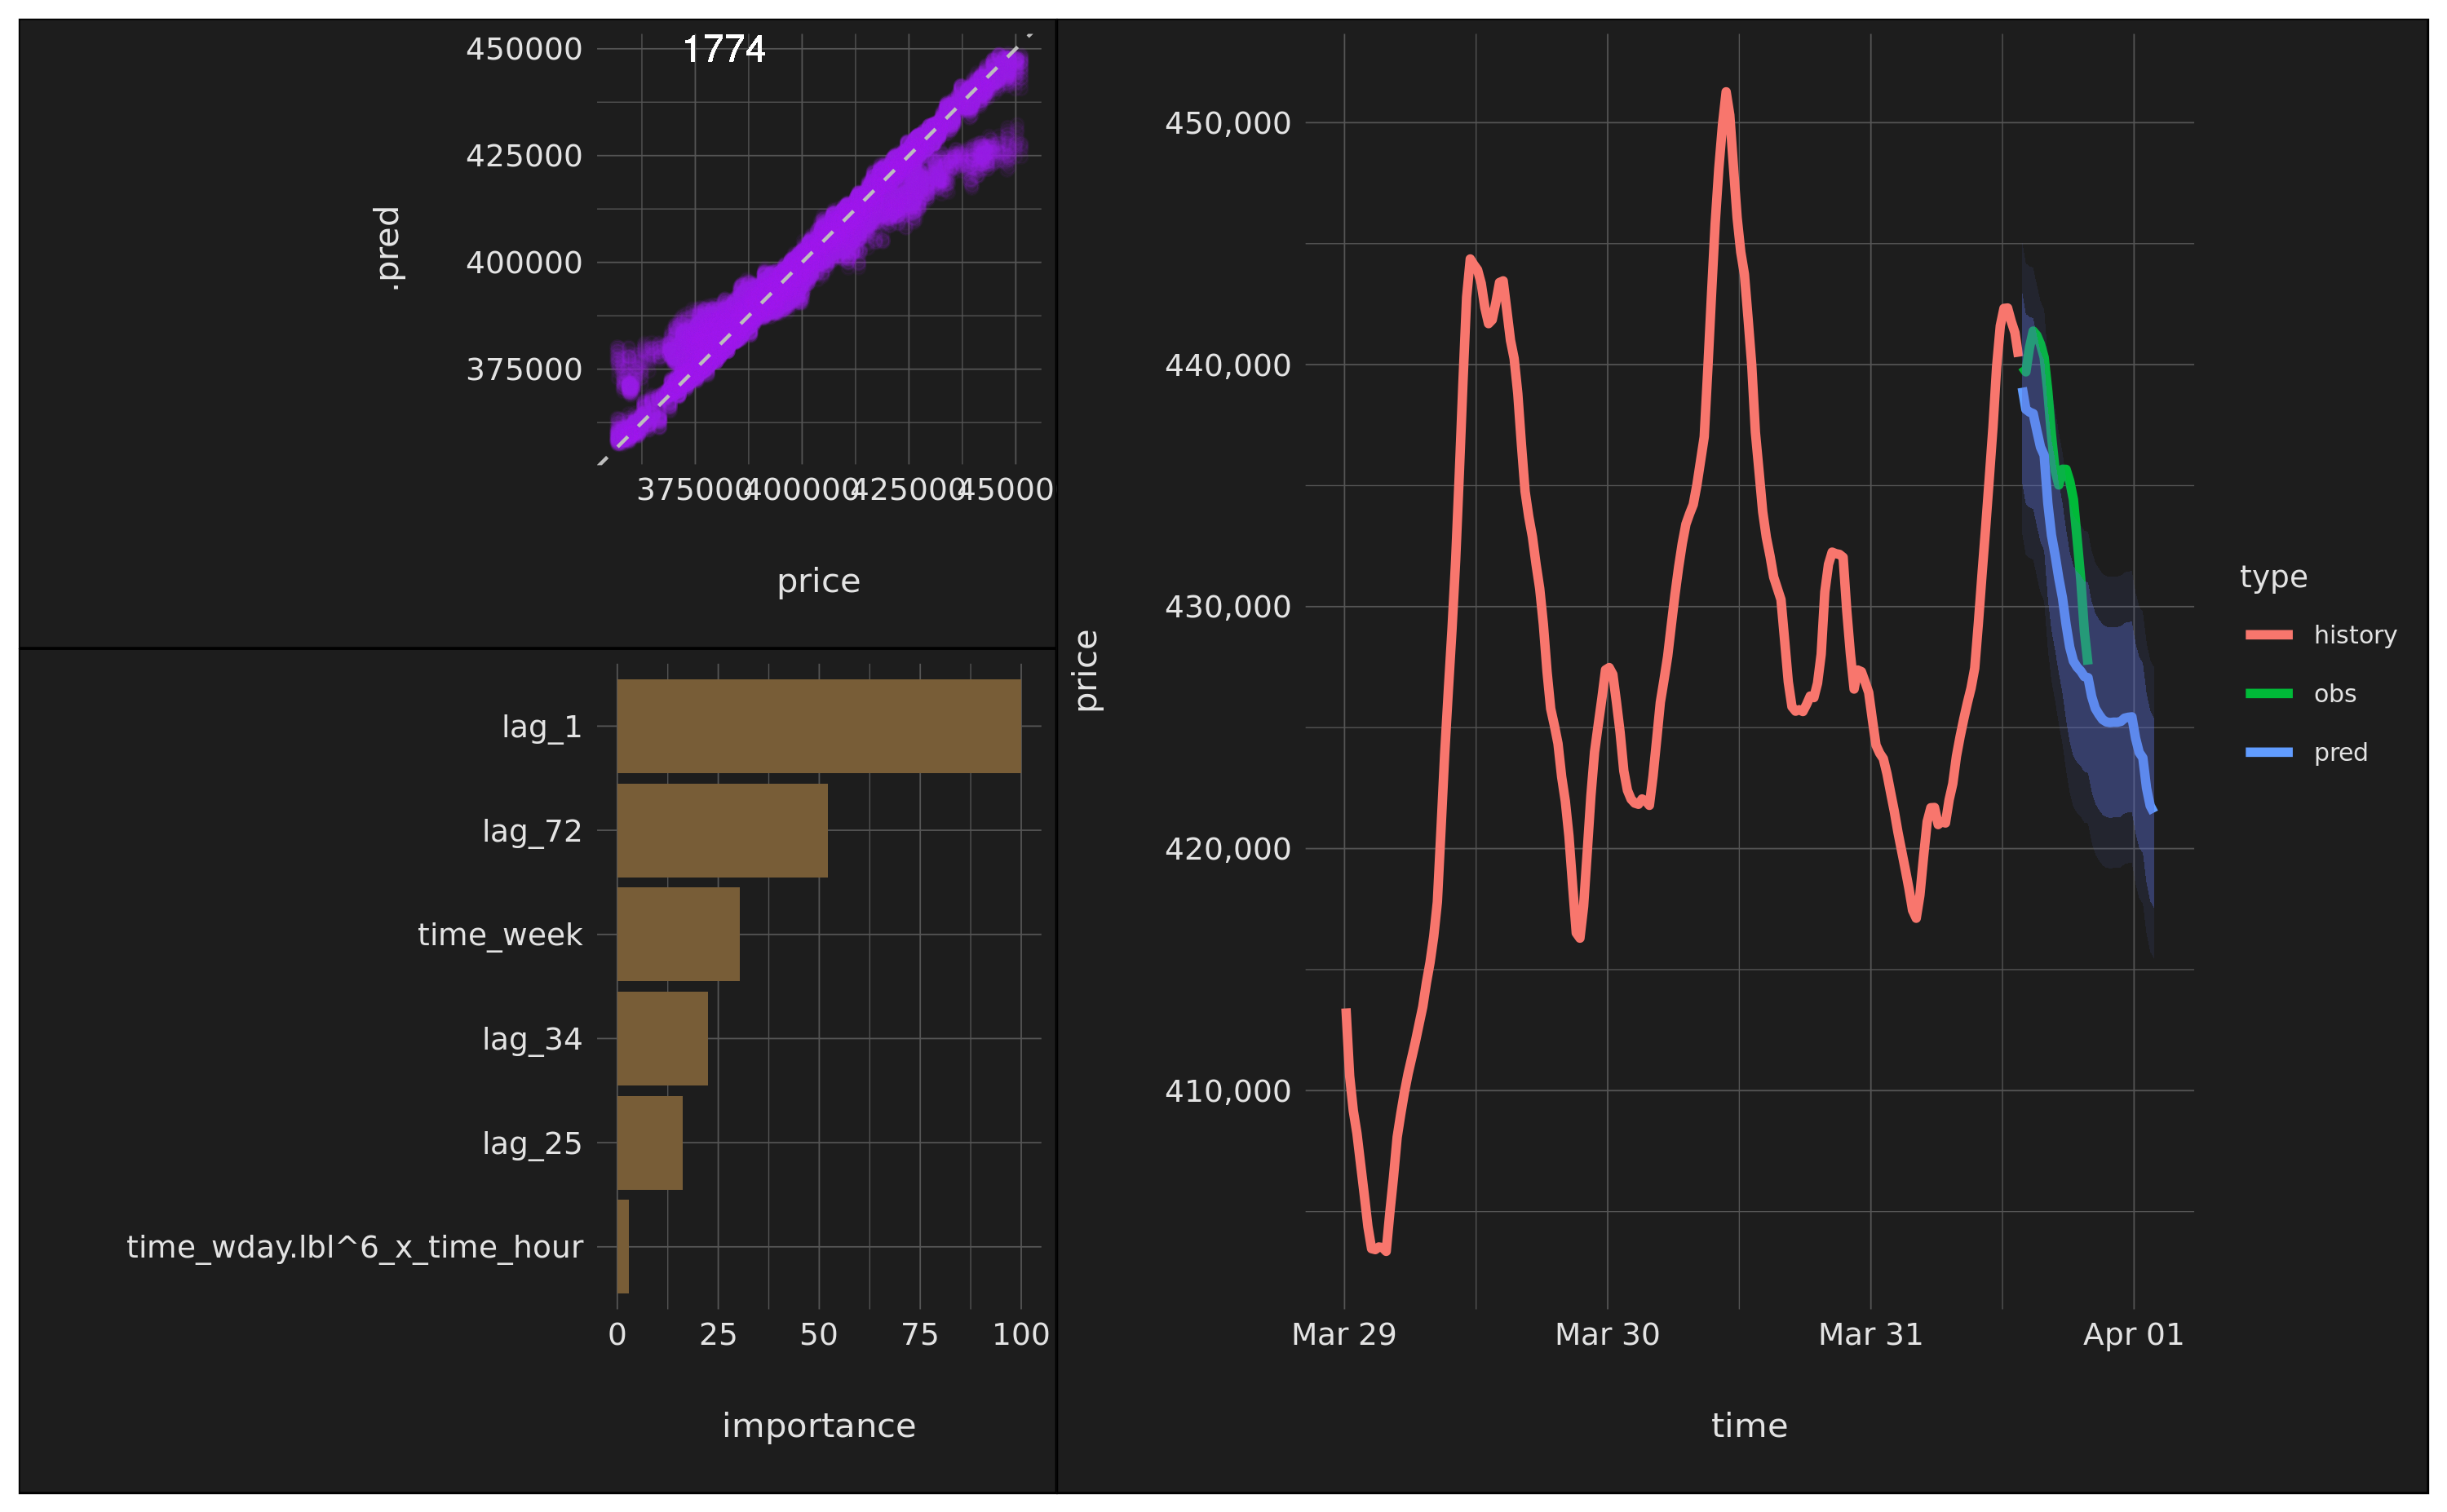 450000
425000
400000
375000
.pred
1774
375000
400000
425000
45000
price
lag_1
lag_72
time_week
lag_34
lag_25
time_wday.lbl^6_x_time_hour
0 25 50 75 100
importance
450,000
440,000
430,000
420,000
410,000
price
Mar 29 Mar 30 Mar 31 Apr 01
time
type
history
obs
pred